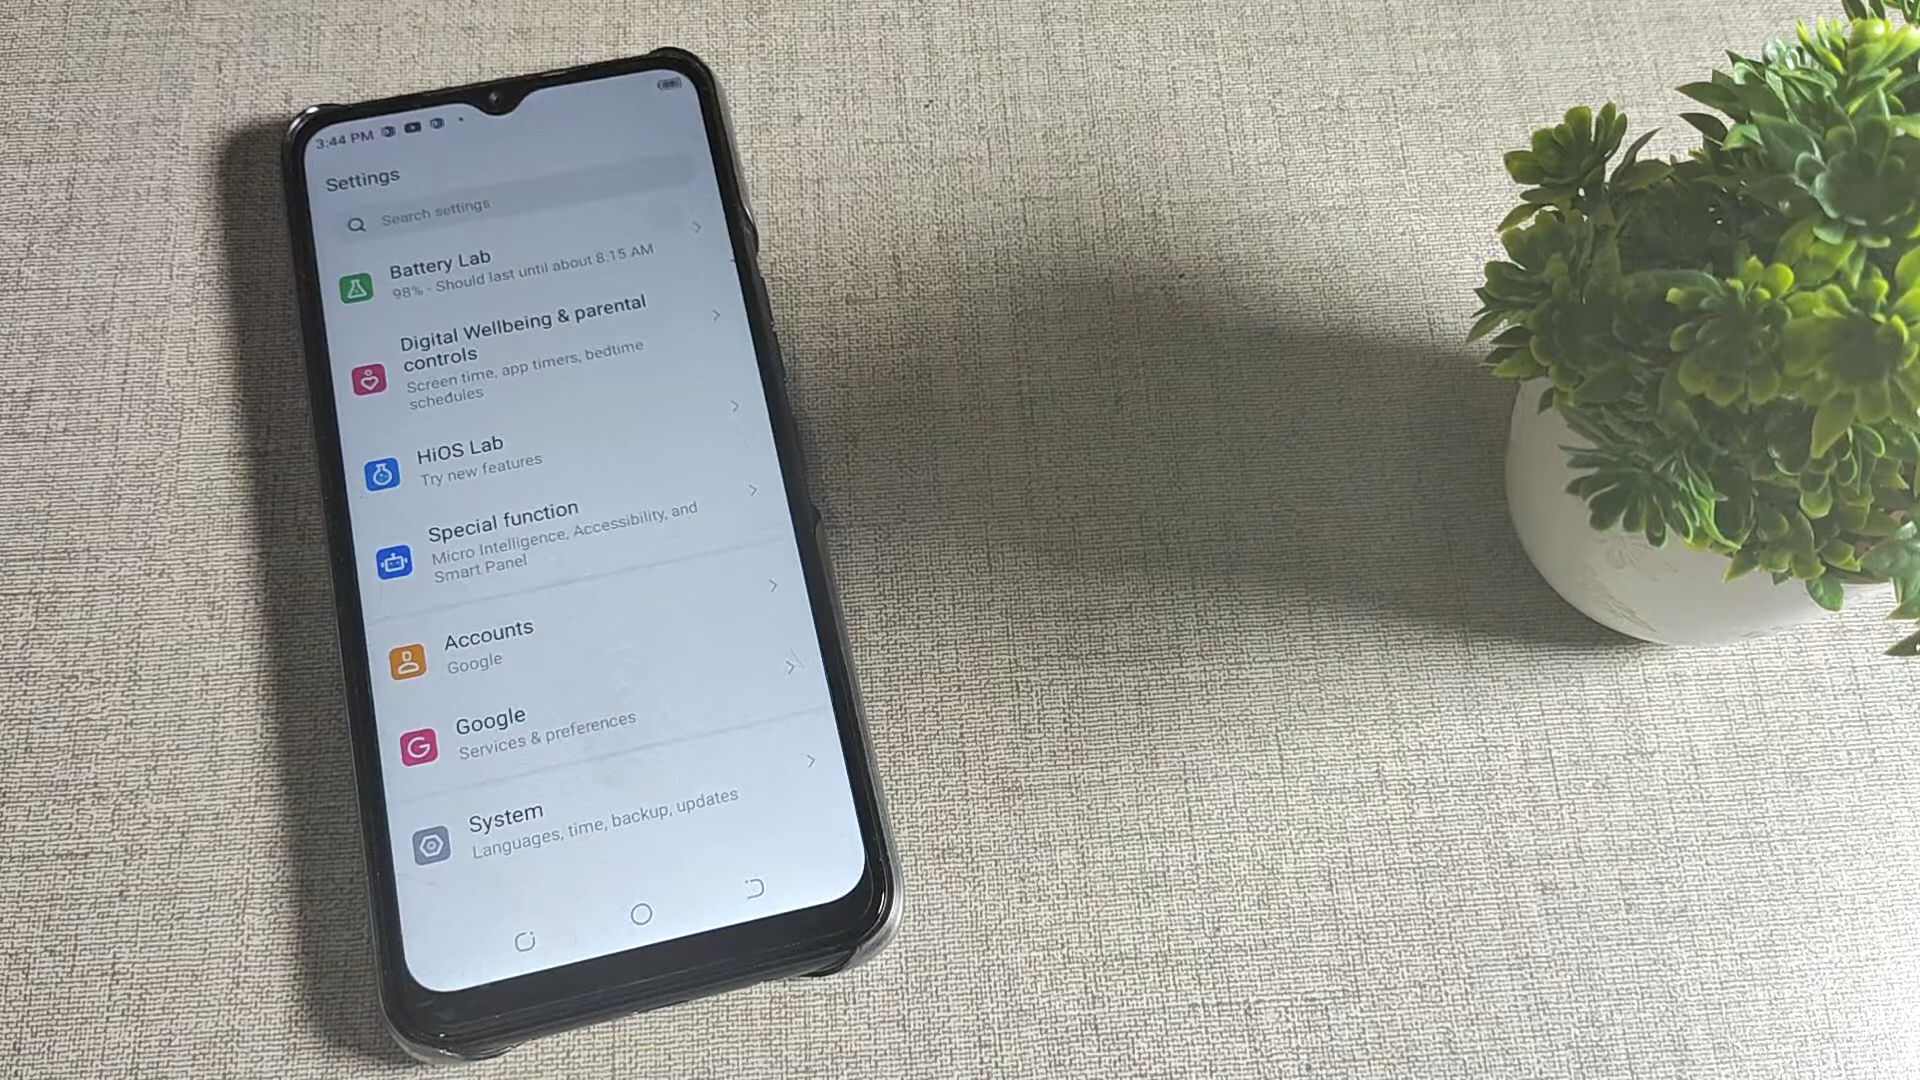 3:44 PM
Settings
Search settings
Battery Lab
98% - Should last until about 8:15 AM
Digital Wellbeing & parental
controls
Screen time, app timers, bedtime
schedules
HiOS Lab
Try new features
Special function
Micro Intelligence, Accessibility, and
Smart Panel
Accounts
Google
Google
Services & preferences
System
Languages, time, backup, updates